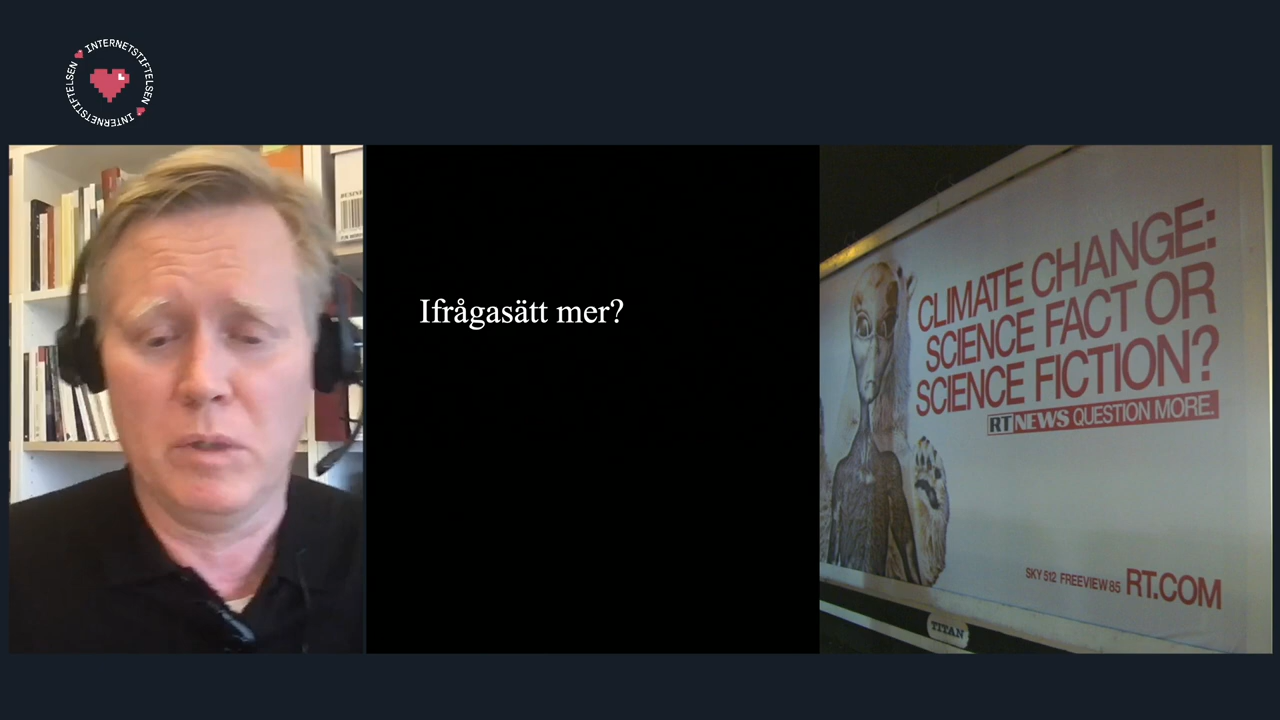 INTERNETSTIFTELSEN INTERNETSTIFTELSEN
Ifrågasätt mer?
CLIMATE CHANGE:
SCIENCE FACT OR
SCIENCE FICTION?
RT NEWS QUESTION MORE.
SKY 512 FREEVIEW 85 RT.COM
TITAN